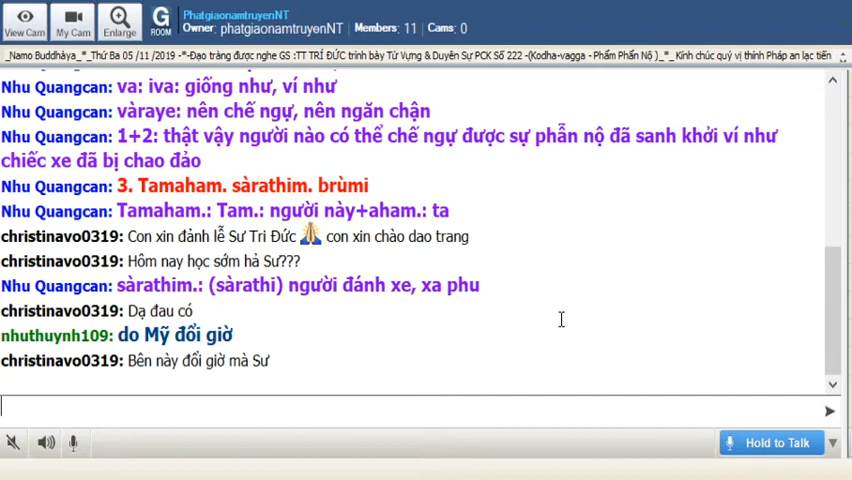 View Cam
My Cam
Enlarge
G
ROOM
PhatgiaonamtruyenNT
Owner: phatgiaonamtruyenNT Members: 11 Cams: 0
_Namo Buddhàya_*_Thứ Ba 05 /11 /2019 -*-Đạo tràng được nghe GS :TT TRÍ ĐỨC trình bày Từ Vựng & Duyên Sự PCK Số 222 -(Kodha-vagga - Phẩm Phẫn Nộ )_*_ Kính chúc quý vị thính Pháp an lạc tiến
Nhu Quangcan: va: iva: giống như, ví như
Nhu Quangcan: vàraye: nên chế ngự, nên ngăn chận
Nhu Quangcan: 1+2: thật vậy người nào có thể chế ngự được sự phẫn nộ đã sanh khởi ví như
chiếc xe đã bị chao đảo
Nhu Quangcan: 3. Tamaham. sàrathim. brùmi
Nhu Quangcan: Tamaham.: Tam.: người này+aham.: ta
christinavo0319: Con xin đảnh lễ Sư Tri Đức 🙏 con xin chào dao trang
christinavo0319: Hôm nay học sớm hả Sư???
Nhu Quangcan: sàrathim.: (sàrathi) người đánh xe, xa phu
christinavo0319: Dạ đau có
nhuthuynh109: do Mỹ đổi giờ
christinavo0319: Bên này đổi giờ mà Sư
Hold to Talk